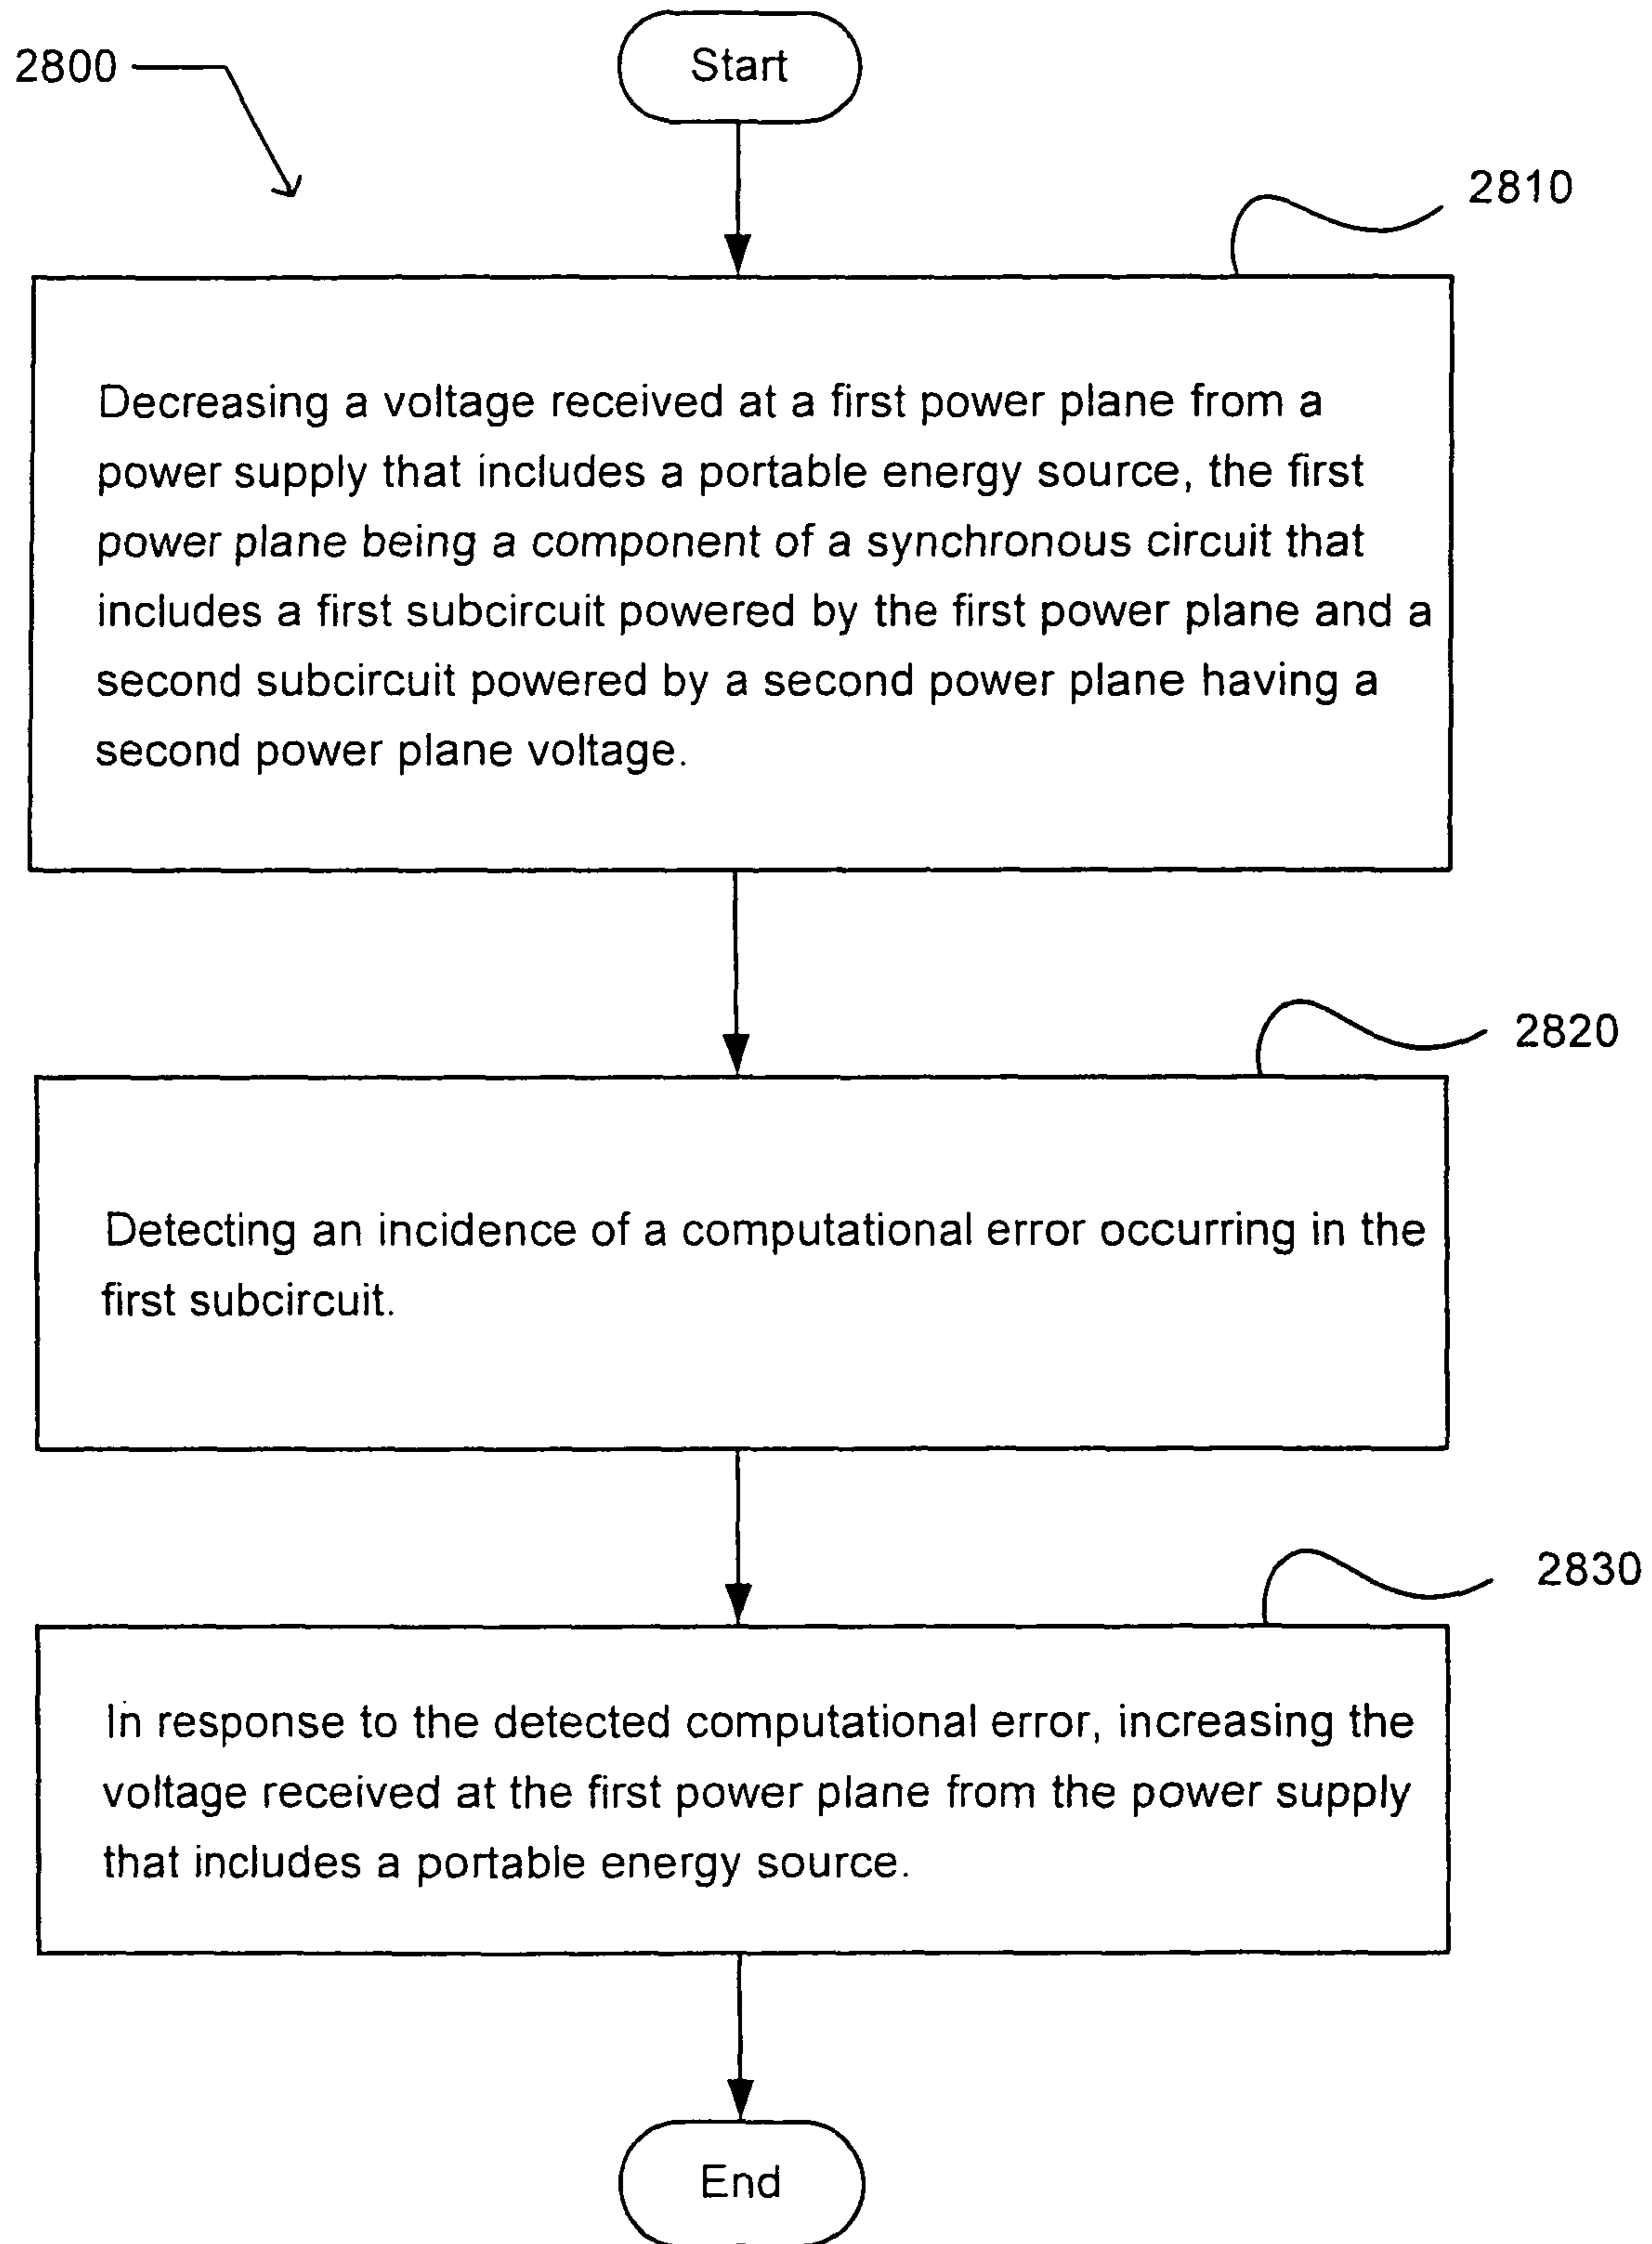 2800
Start
2810
Decreasing a voltage received at a first power plane from a
power supply that includes a portable energy source, the first
power plane being a component of a synchronous circuit that
includes a first subcircuit powered by the first power plane and a
second subcircuit powered by a second power plane having a
second power plane voltage.
2820
Detecting an incidence of a computational error occurring in the
first subcircuit.
2830
In response to the detected computational error, increasing the
voltage received at the first power plane from the power supply
that includes a portable energy source.
End